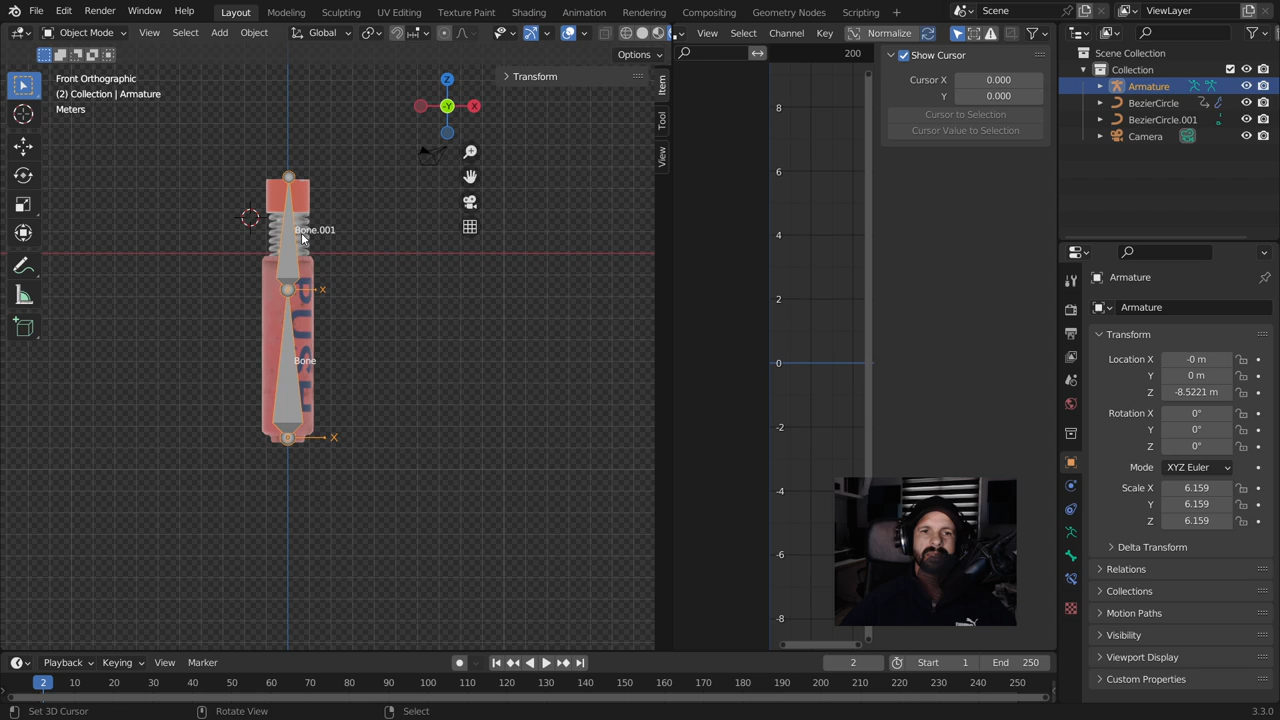 File Edit Render Window Help Layout Modeling Sculpting UV Editing Texture Paint Shading Animation Rendering Compositing Geometry Nodes Scripting Scene ViewLayer
Object Mode View Select Add Object Global View Select Channel Key Normalize
Options
200
Show Cursor
Cursor X 0.000
Y 0.000
Cursor to Selection
Cursor Value to Selection
Front Orthographic
(2) Collection | Armature
Meters
Transform
Item
Tool
View
Z
-Y
X
Bone.001
X
Bone
X
PUSH
8
6
4
2
0
-2
-4
-6
-8
Scene Collection
Collection
Armature
BezierCircle
BezierCircle.001
Camera
Armature
Armature
Transform
Location X -0 m
Y 0 m
Z -8.5221 m
Rotation X 0°
Y 0°
Z 0°
Mode XYZ Euler
Scale X 6.159
Y 6.159
Z 6.159
Delta Transform
Relations
Collections
Motion Paths
Visibility
Viewport Display
Custom Properties
Playback Keying View Marker 2 Start 1 End 250
2 10 20 30 40 50 60 70 80 90 100 110 120 130 140 150 160 170 180 190 200 210 220 230 240 250
Set 3D Cursor Rotate View Select 3.3.0